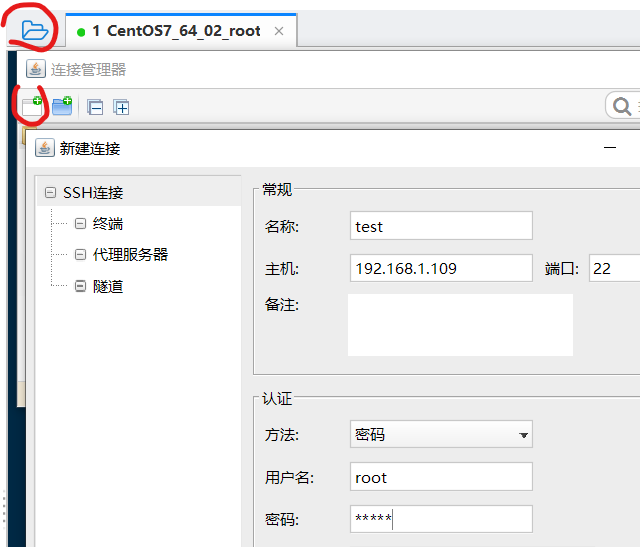 1 CentOS7_64_02_root
连接管理器
新建连接
SSH连接
终端
代理服务器
隧道
常规
名称: test
主机: 192.168.1.109 端口: 22
备注:
认证
方法: 密码
用户名: root
密码: *****